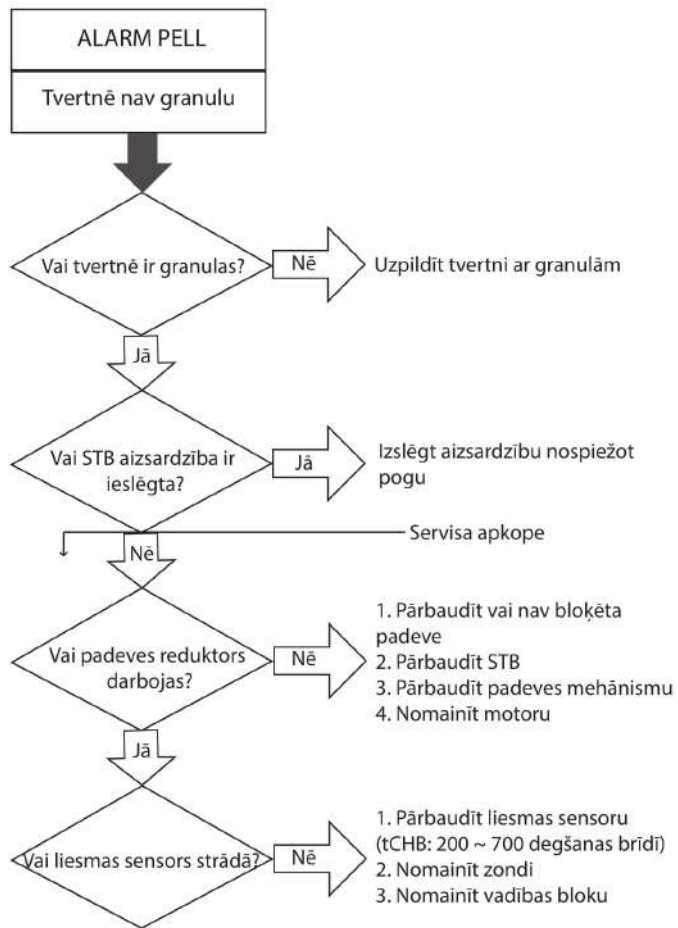 ALARM PELL
Tvertnē nav granulu
Vai tvertnē ir granulas?
Nē
Uzpildīt tvertni ar granulām
Jā
Vai STB aizsardzība ir
ieslēgta?
Jā
Izslēgt aizsardzību nospiežot
pogu
Servisa apkope
Nē
Vai padeves reduktors
darbojas?
Nē
1. Pārbaudīt vai nav bloķēta
padeve
2. Pārbaudīt STB
3. Pārbaudīt padeves mehānismu
4. Nomainīt motoru
Jā
Vai liesmas sensors strādā?
Nē
1. Pārbaudīt liesmas sensoru
(tCHB: 200 ~ 700 degšanas brīdī)
2. Nomainīt zondi
3. Nomainīt vadības bloku